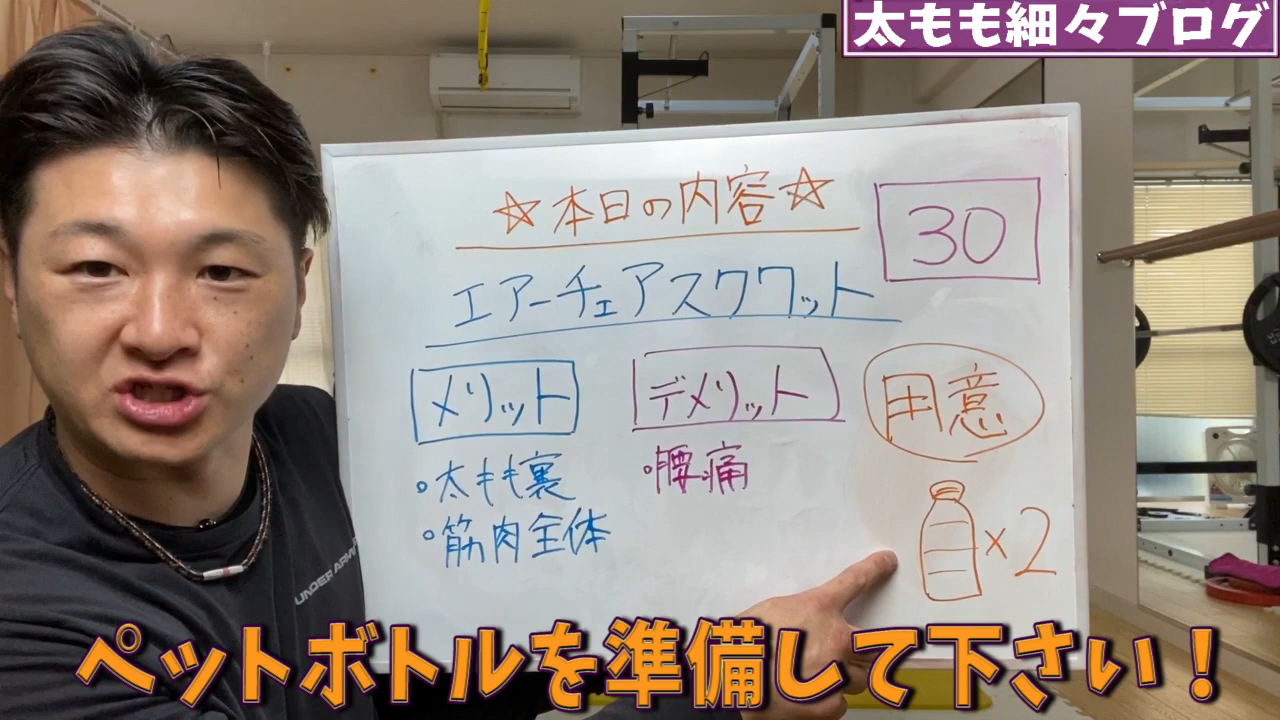 太もも細々ブログ
☆本日の内容☆
30
エアーチェアスクワット
メリット
デメリット
用意
・太もも裏
・腰痛
・筋肉全体
×2
UNDER ARM
ペットボトルを準備して下さい！